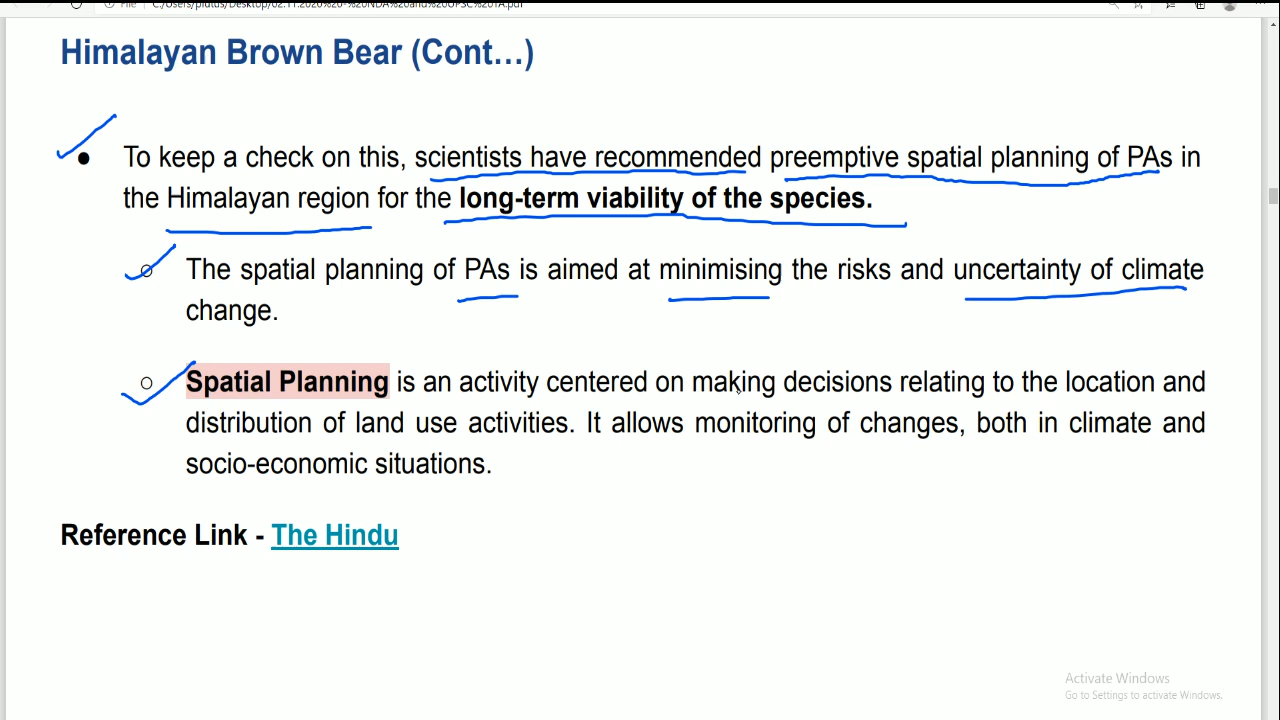 File
Himalayan Brown Bear (Cont...)
● To keep a check on this, scientists have recommended preemptive spatial planning of PAs in
the Himalayan region for the long-term viability of the species.
○ The spatial planning of PAs is aimed at minimising the risks and uncertainty of climate
change.
○ Spatial Planning is an activity centered on making decisions relating to the location and
distribution of land use activities. It allows monitoring of changes, both in climate and
socio-economic situations.
Reference Link - The Hindu
Activate Windows
Go to Settings to activate Windows.